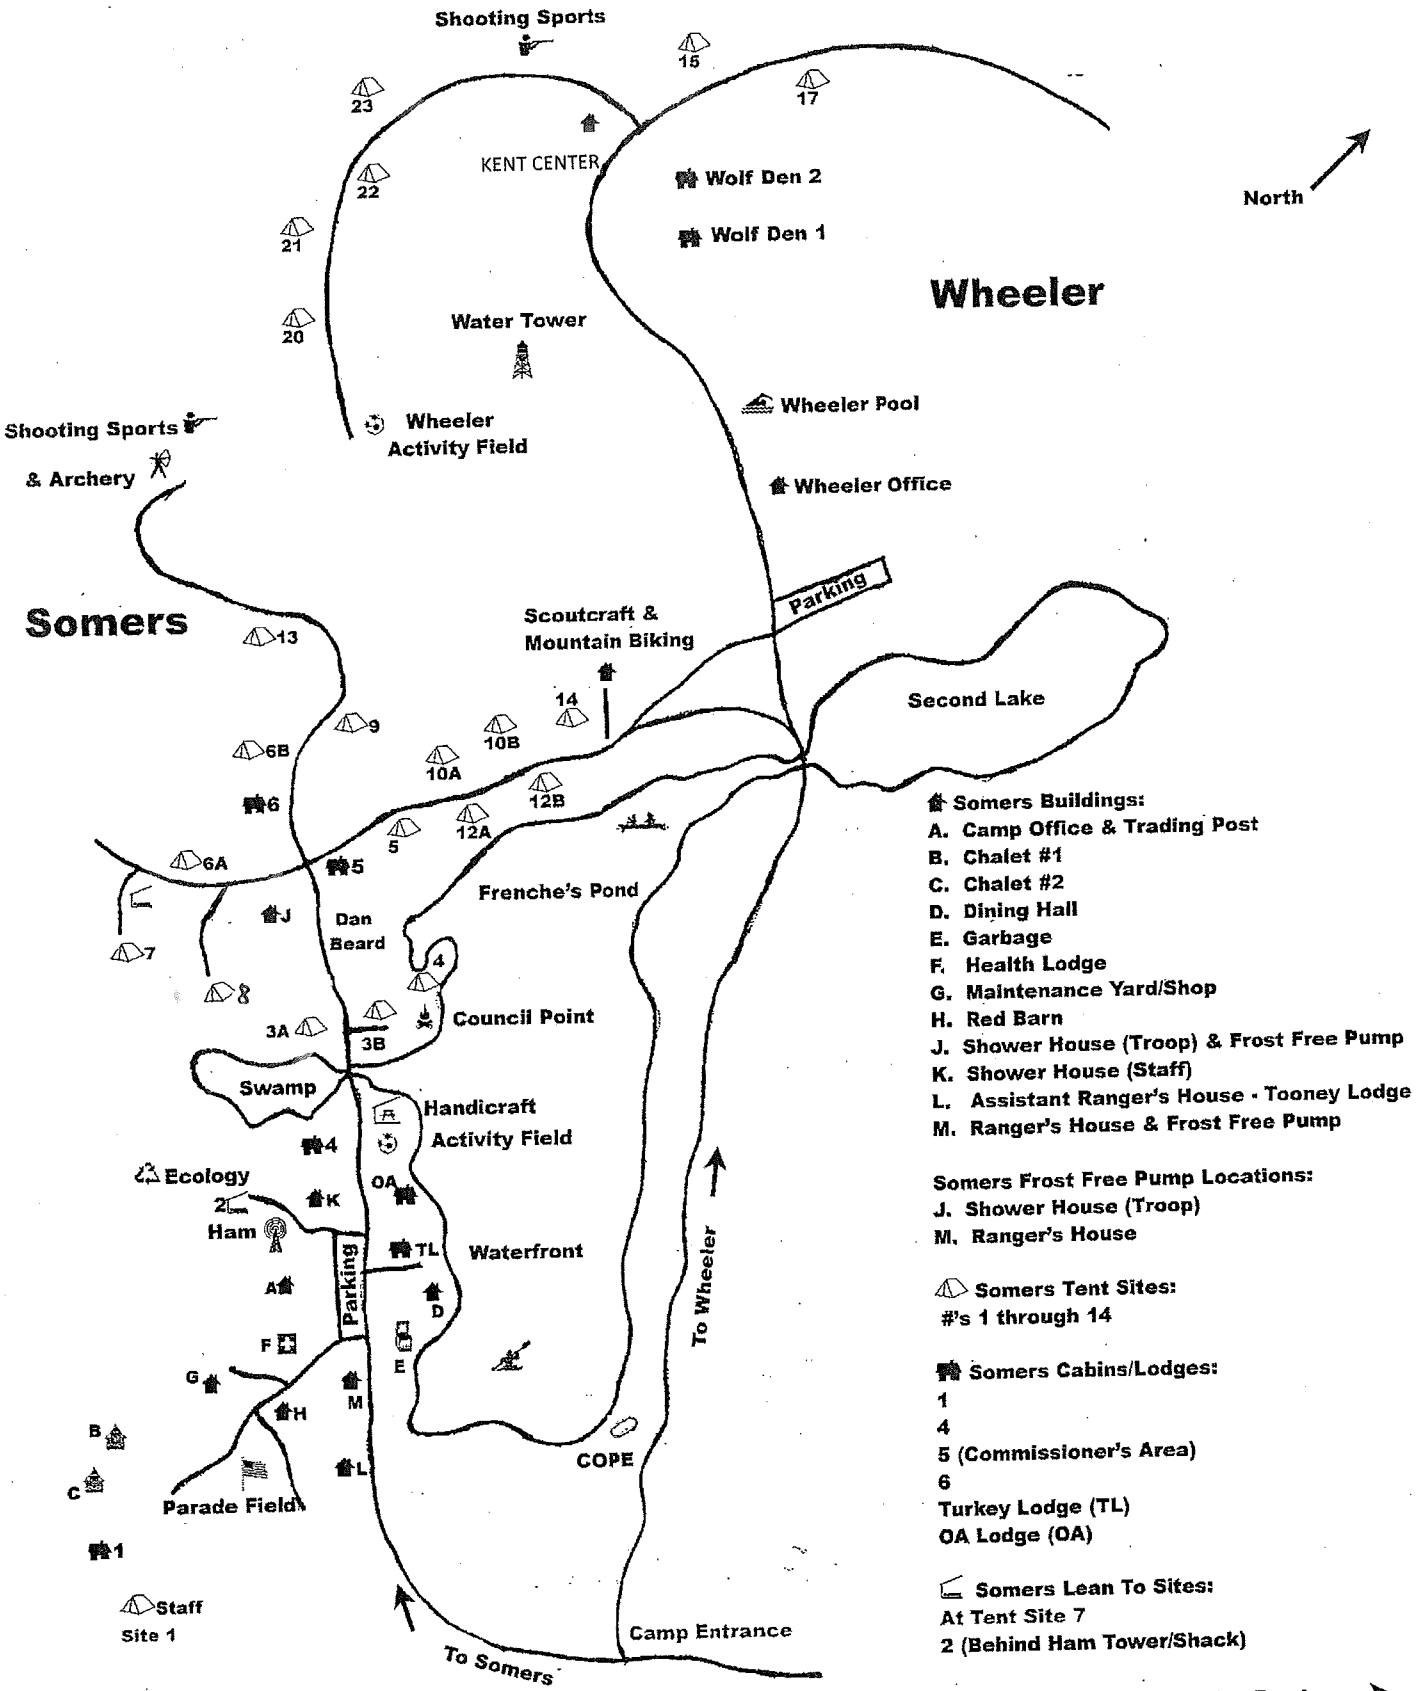 Shooting Sports
15
23
17
KENT CENTER
22
Wolf Den 2
North
21
Wolf Den 1
Wheeler
20
Water Tower
Wheeler Pool
Wheeler
Activity Field
Shooting Sports
& Archery
Wheeler Office
Parking
Somers
13
Scoutcraft &
Mountain Biking
14
Second Lake
9
6B
10B
10A
6
12B
12A
5
6A
5
Frenche's Pond
J
Dan
Beard
7
4
8
3A
Council Point
3B
Swamp
Handicraft
Activity Field
4
Ecology
OA
2
K
Ham
TL
Waterfront
Parking
A
D
To Wheeler
F
E
G
M
H
B
COPE
C
L
Parade Field
1
Staff
Site 1
Camp Entrance
To Somers
Somers Buildings:
A. Camp Office & Trading Post
B. Chalet #1
C. Chalet #2
D. Dining Hall
E. Garbage
F. Health Lodge
G. Maintenance Yard/Shop
H. Red Barn
J. Shower House (Troop) & Frost Free Pump
K. Shower House (Staff)
L. Assistant Ranger's House - Tooney Lodge
M. Ranger's House & Frost Free Pump
Somers Frost Free Pump Locations:
J. Shower House (Troop)
M. Ranger's House
Somers Tent Sites:
#'s 1 through 14
Somers Cabins/Lodges:
1
4
5 (Commissioner's Area)
6
Turkey Lodge (TL)
OA Lodge (OA)
Somers Lean To Sites:
At Tent Site 7
2 (Behind Ham Tower/Shack)